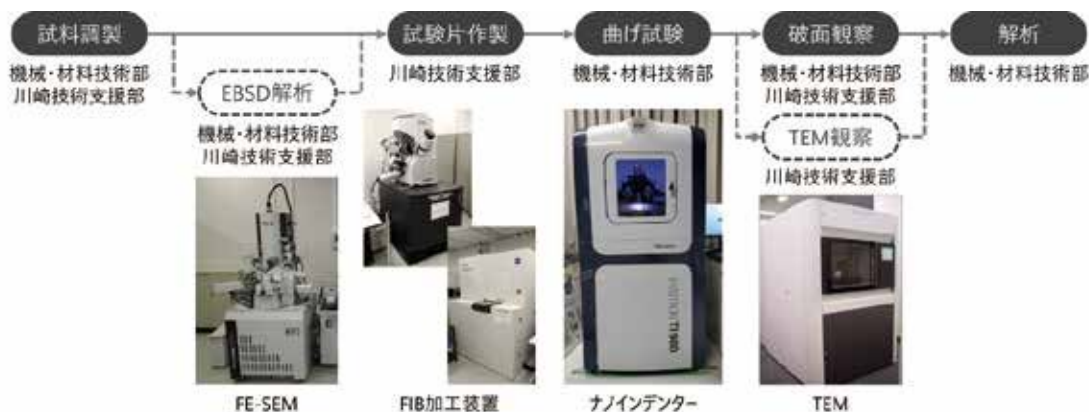 試料調製
試験片作製
曲げ試験
破面観察
解析
機械・材料技術部
川崎技術支援部
川崎技術支援部
機械・材料技術部
機械・材料技術部
川崎技術支援部
機械・材料技術部
EBSD解析
TEM観察
機械・材料技術部
川崎技術支援部
川崎技術支援部
TI 900
FE-SEM
FIB加工装置
ナノインデンター
TEM